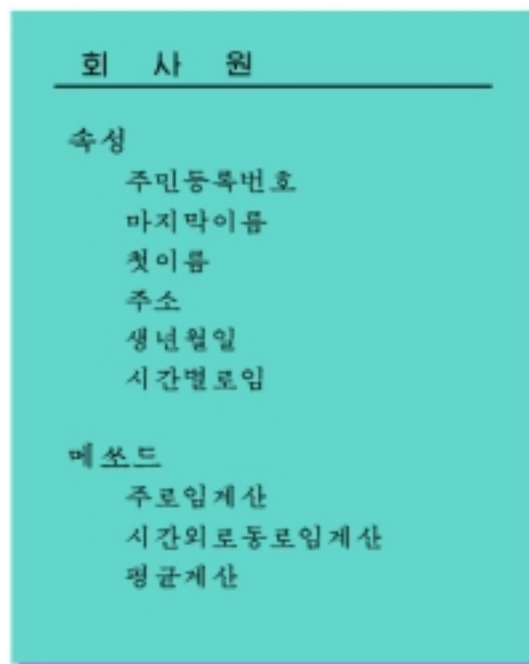 회 사 원
속성
주민등록번호
마지막이름
첫이름
주소
생년월일
시간별로임
메쏘드
주로임계산
시간외로동로임계산
평균계산